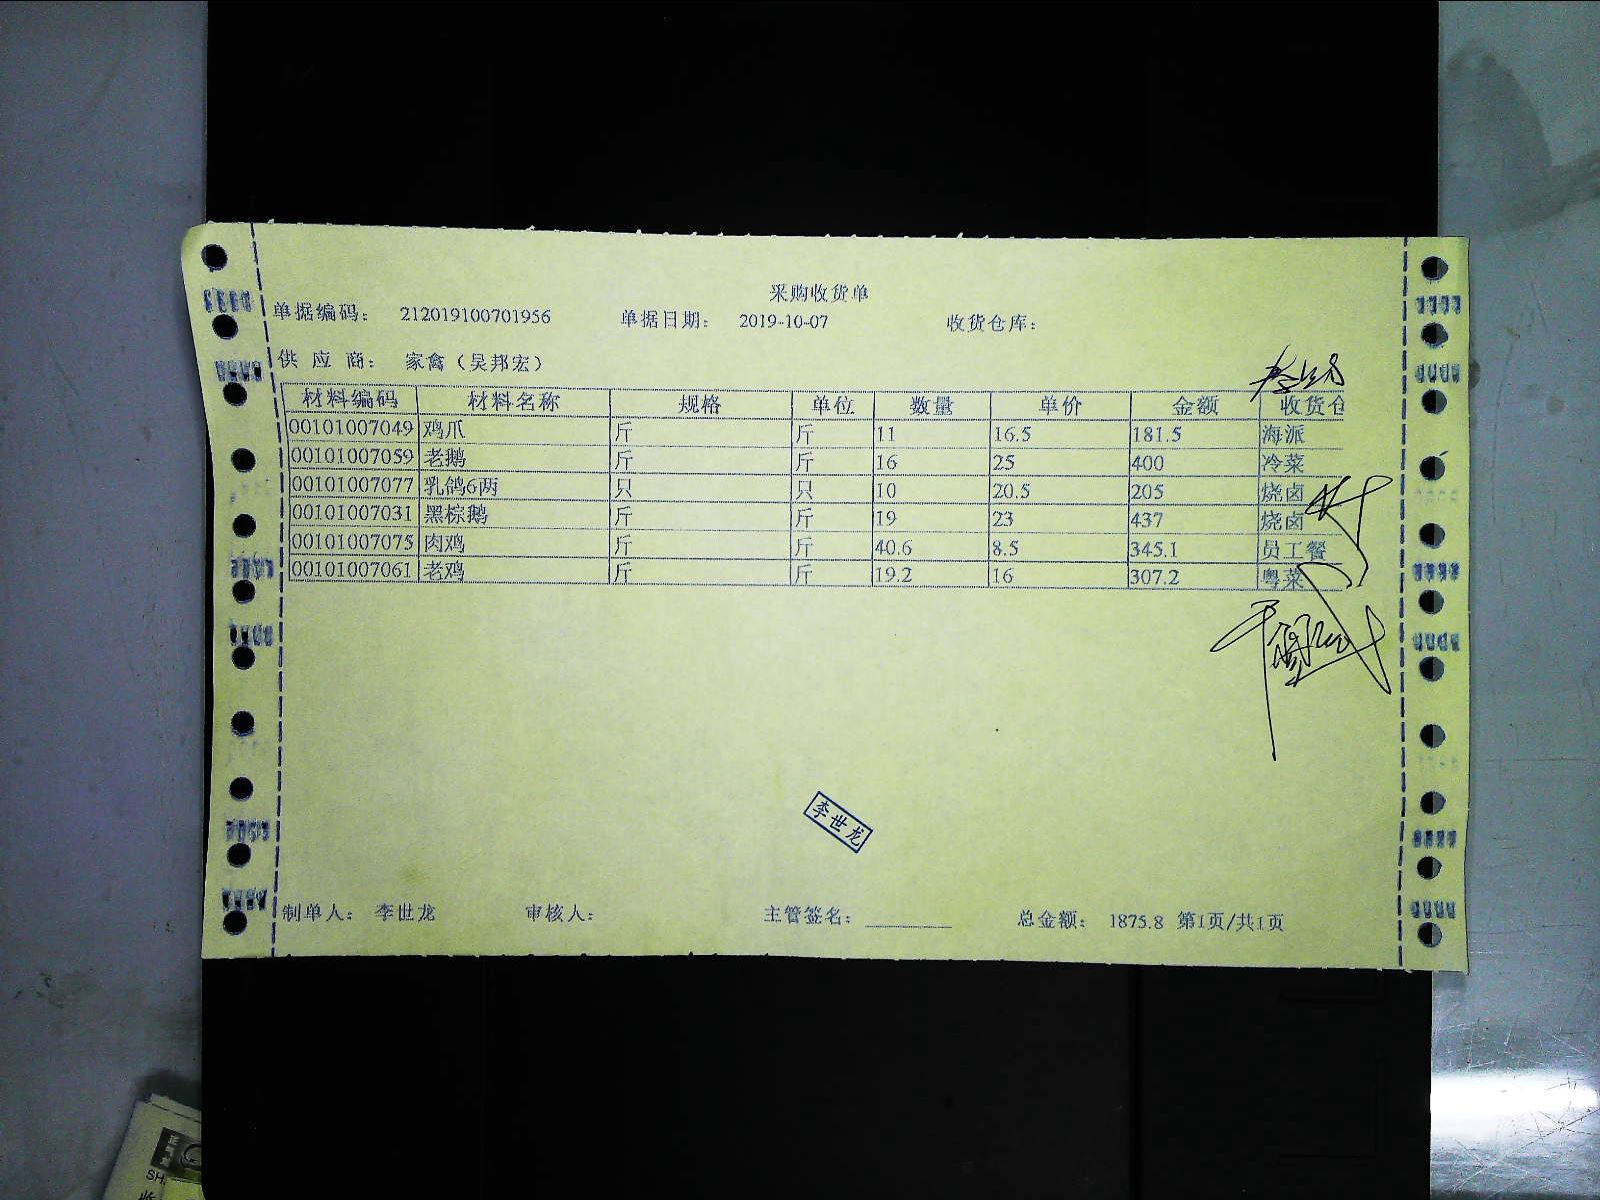 采购收货单
单据编码： 212019100701956 单据日期： 2019-10-07 收货仓库：
供 应 商： 家禽（吴邦宏）
材料编码 材料名称 规格 单位 数量 单价 金额 收货仓
00101007049 鸡爪 斤 斤 11 16.5 181.5 海派
00101007059 老鹅 斤 斤 16 25 400 冷菜
00101007077 乳鸽6两 只 只 10 20.5 205 烧卤
00101007031 黑棕鹅 斤 斤 19 23 437 烧卤
00101007075 肉鸡 斤 斤 40.6 8.5 345.1 员工餐
00101007061 老鸡 斤 斤 19.2 16 307.2 粤菜
李世龙
制单人： 李世龙 审核人： 主管签名： 总金额： 1875.8 第1页/共1页
SH